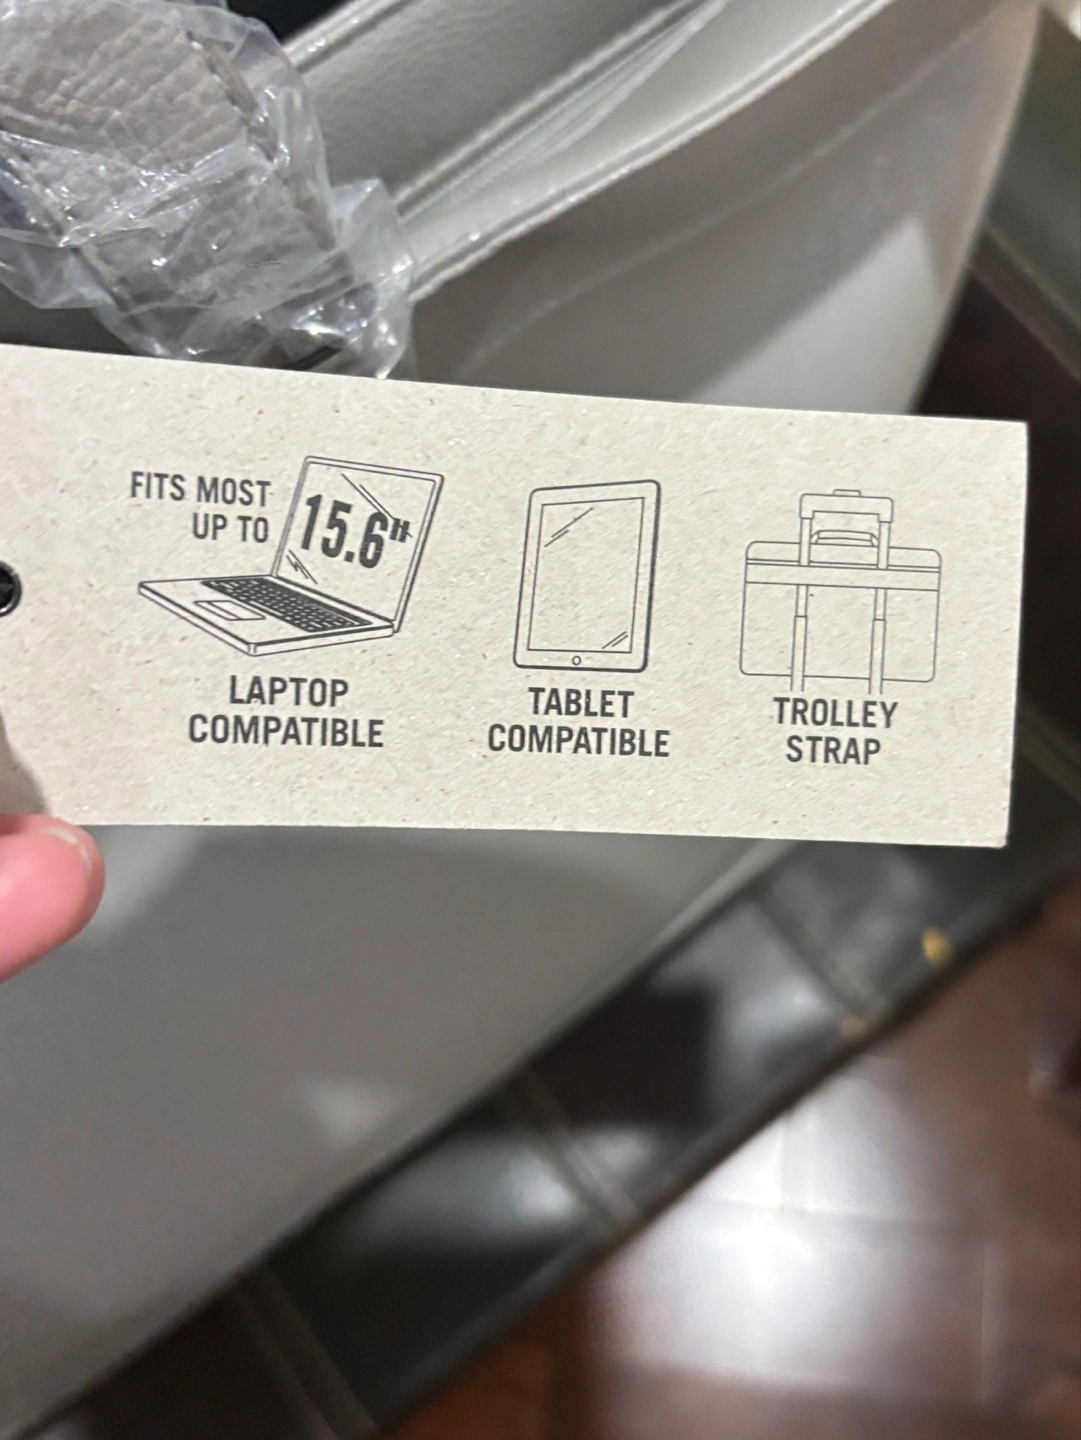 FITS MOST
UP TO
15.6"
LAPTOP
COMPATIBLE
TABLET
COMPATIBLE
TROLLEY
STRAP